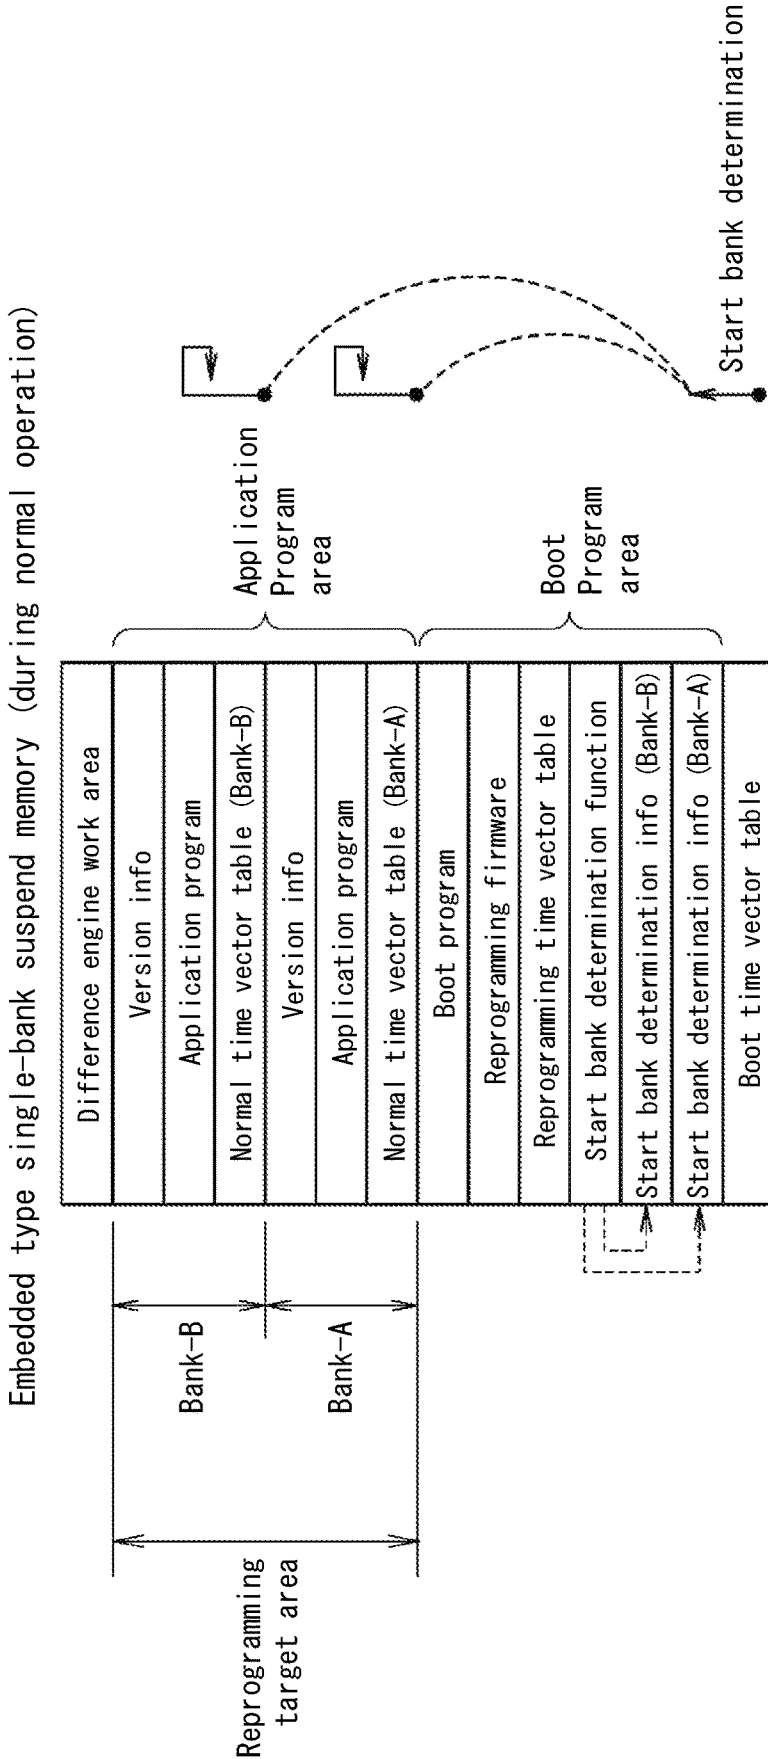 Embedded type single-bank suspend memory (during normal operation)
Difference engine work area
Version info
Application program
Normal time vector table (Bank-B)
Version info
Application program
Normal time vector table (Bank-A)
Boot program
Reprogramming firmware
Reprogramming time vector table
Start bank determination function
Start bank determination info (Bank-B)
Start bank determination info (Bank-A)
Boot time vector table
Reprogramming
target area
Bank-B
Bank-A
Application
Program
area
Boot
Program
area
Start bank determination